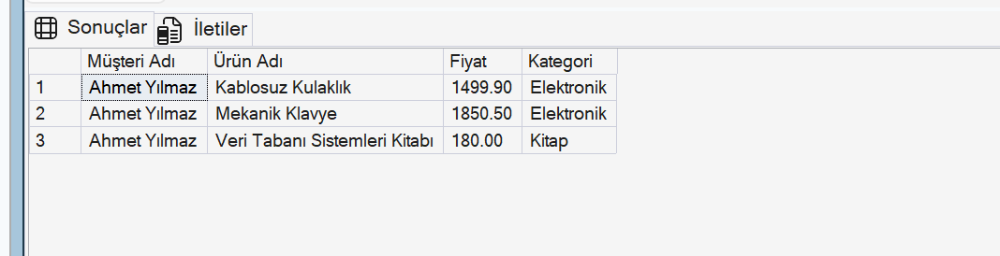 Sonuçlar İletiler
Müşteri Adı Ürün Adı Fiyat Kategori
1 Ahmet Yılmaz Kablosuz Kulaklık 1499.90 Elektronik
2 Ahmet Yılmaz Mekanik Klavye 1850.50 Elektronik
3 Ahmet Yılmaz Veri Tabanı Sistemleri Kitabı 180.00 Kitap